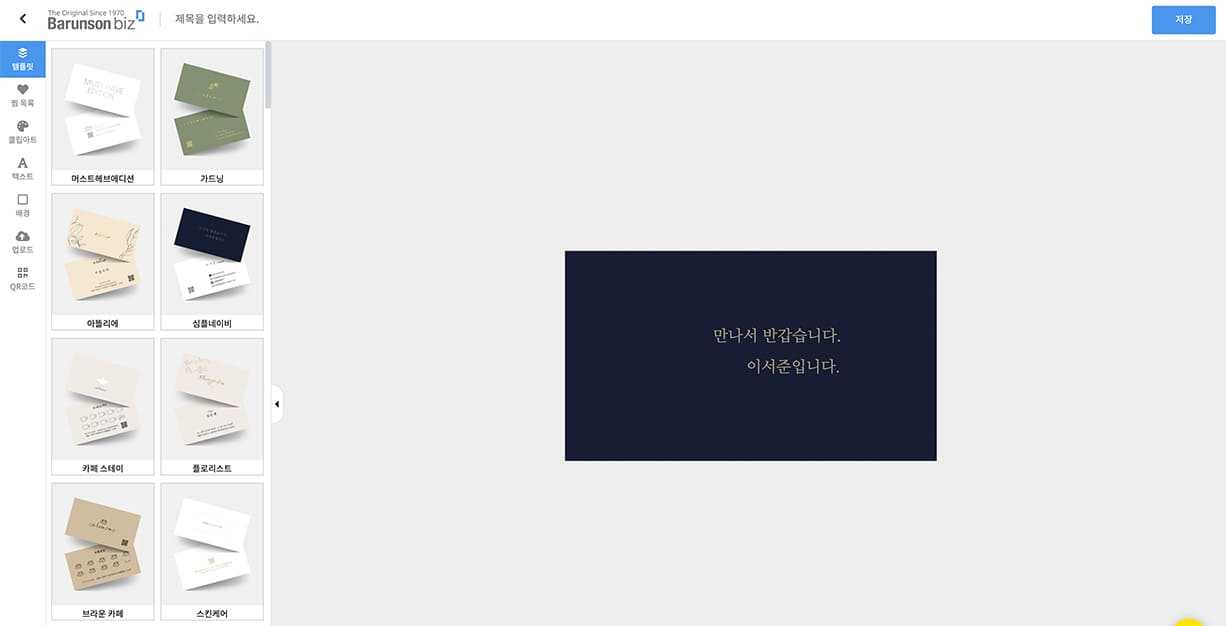 The Original Since 1970
Barunson biz
제목을 입력하세요.
저장
템플릿
찜 목록
클립아트
텍스트
배경
업로드
QR코드
MUST HAVE
EDITION
머스트해브에디션
가드닝
아뜰리에
심플네이비
카페 스테이
플로리스트
브라운 카페
스킨케어
만나서 반갑습니다.
이서준입니다.